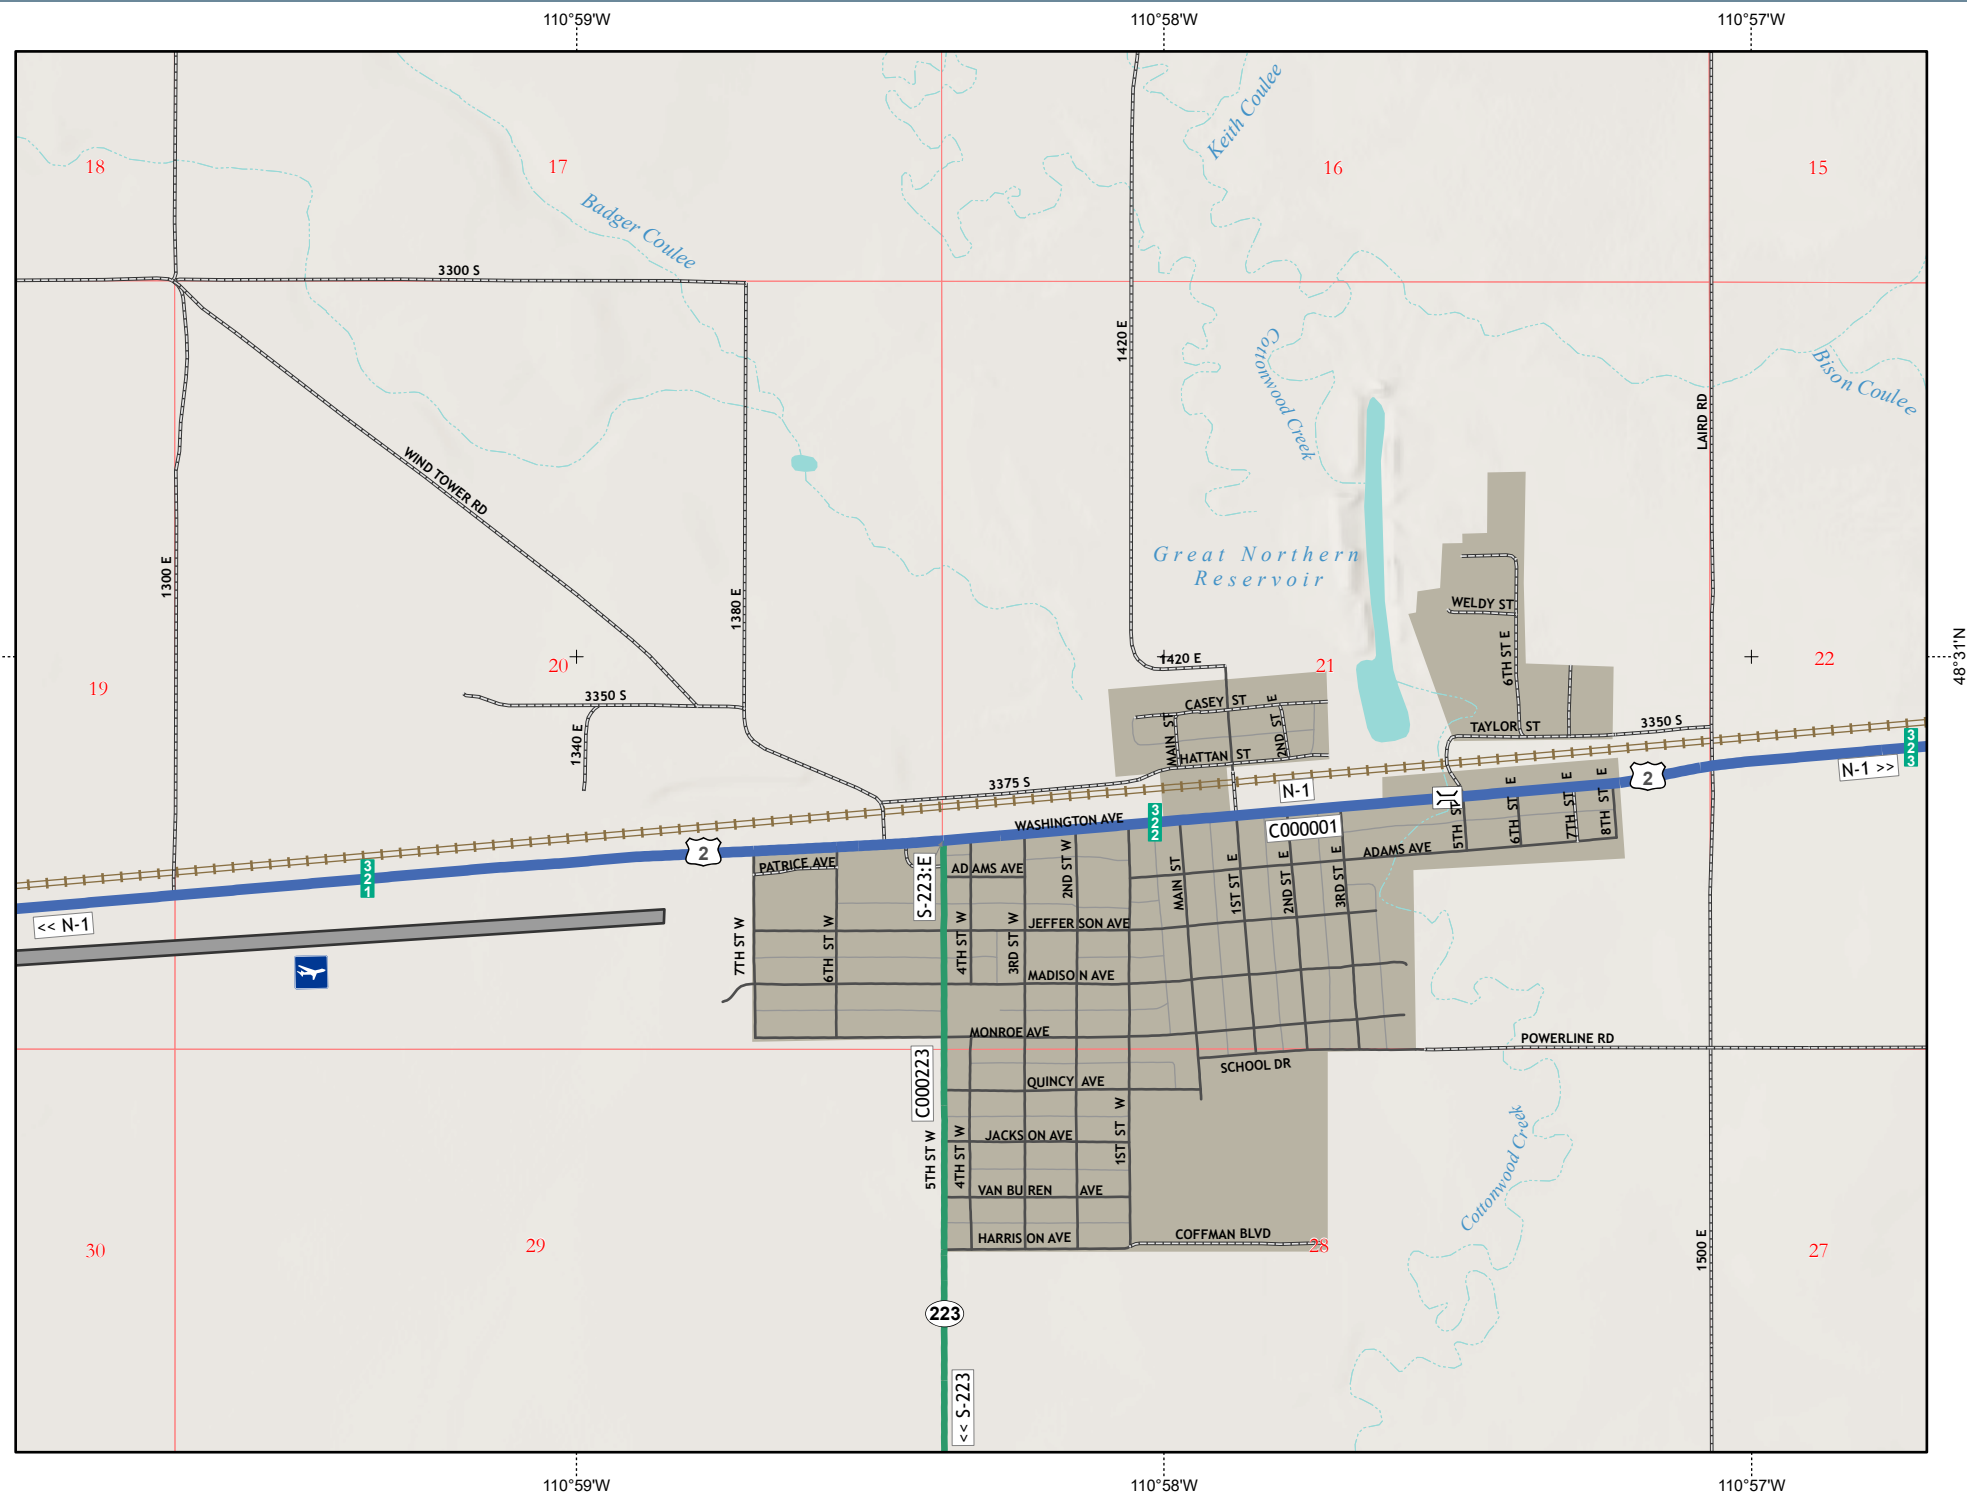 110°59'W
110°58'W
110°57'W
Keith Coulee
18
17
16
15
Badger Coulee
3300 S
1420 E
Cottonwood Creek
Bison Coulee
LAIRD RD
WIND TOWER RD
1300 E
1380 E
Great Northern
Reservoir
WELDY ST
6TH ST E
48°31'N
1420 E
20
21
22
19
3350 S
1340 E
CASEY ST
MAIN ST
2ND ST E
HATTAN ST
TAYLOR ST
3350 S
3375 S
N-1
2
N-1 >>
323
322
WASHINGTON AVE
C000001
5TH ST
6TH ST E
7TH ST E
8TH ST E
2
321
PATRICE AVE
S-223:E
ADAMS AVE
2ND ST W
MAIN ST
1ST ST E
2ND ST E
3RD ST E
ADAMS AVE
<< N-1
7TH ST W
6TH ST W
4TH ST W
3RD ST W
JEFFERSON AVE
MADISON AVE
MONROE AVE
POWERLINE RD
SCHOOL DR
C000223
QUINCY AVE
1ST ST W
JACKSON AVE
5TH ST W
4TH ST W
Cottonwood Creek
VAN BUREN AVE
HARRISON AVE
COFFMAN BLVD
30
29
28
27
1500 E
223
<< S-223
110°59'W
110°58'W
110°57'W